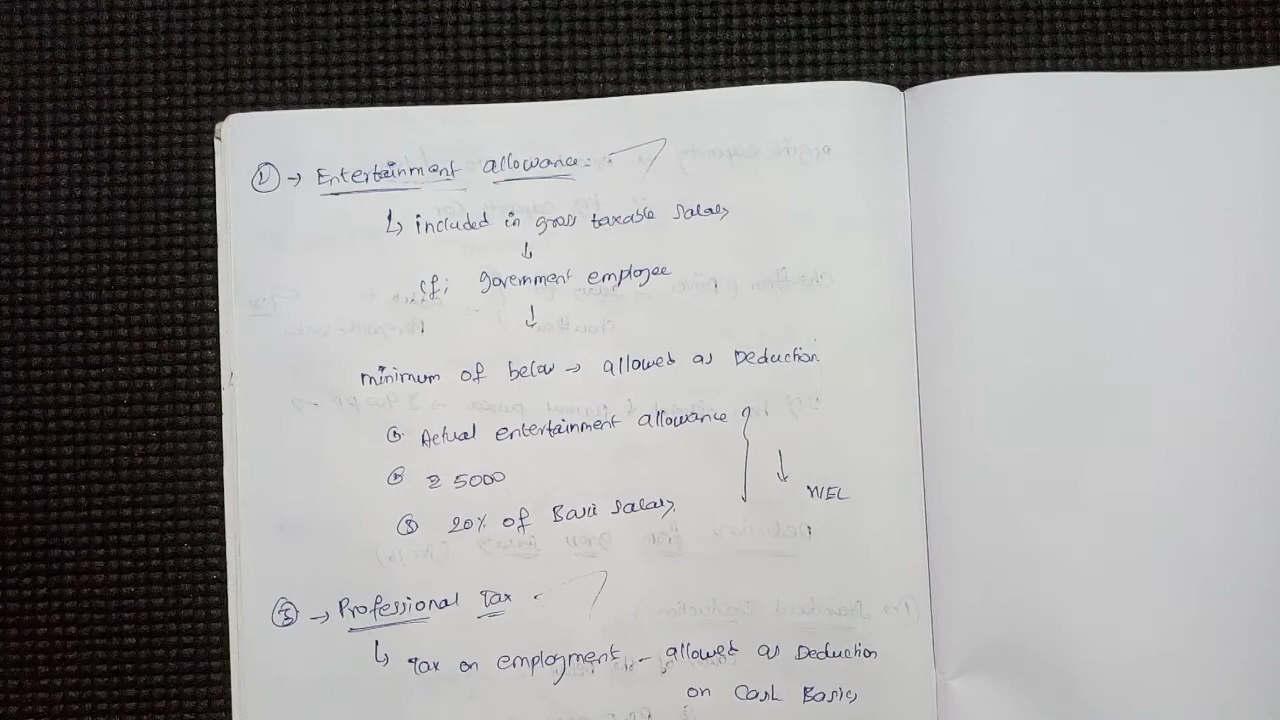 → Entertainment allowance :-
↳ included in gross taxable salary
↓
if; government employee
↓
minimum of below → allowed as Deduction
① Actual entertainment allowance
② ₹ 5000
③ 20% of Basic salary
↓ WEL
③ → Professional Tax -
↳ Tax on employment - allowed as Deduction
on Cash Basis